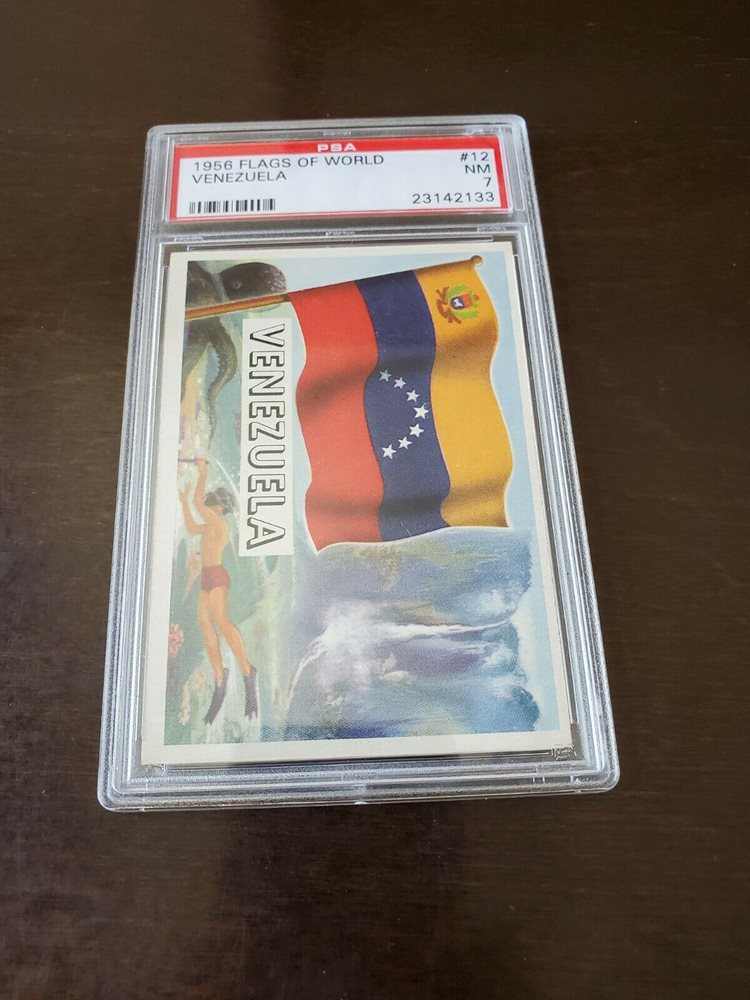 PSA
1956 FLAGS OF WORLD #12
VENEZUELA NM
7
23142133
VENEZUELA